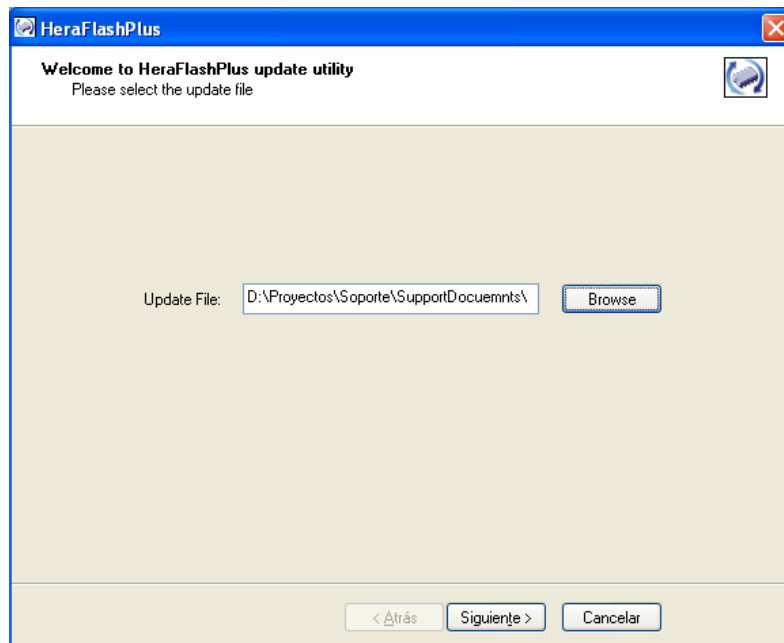 HeraFlashPlus
Welcome to HeraFlashPlus update utility
Please select the update file
Update File: D:\Proyectos\Soporte\SupportDocuemnts\ Browse
< Atrás Siguiente > Cancelar